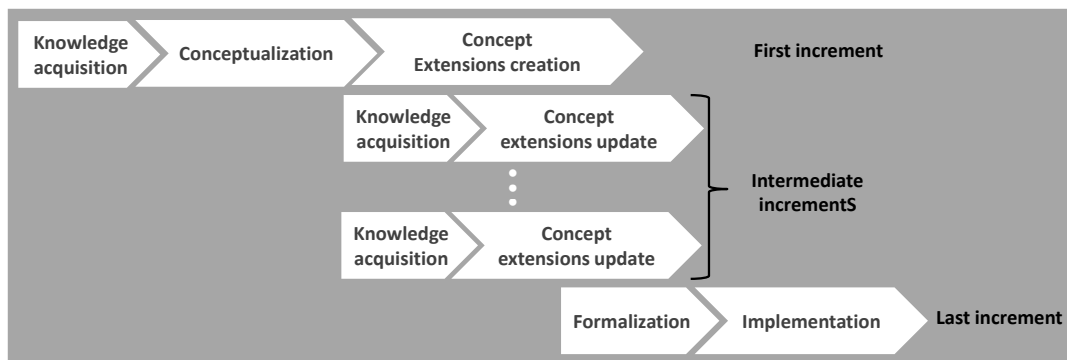 Knowledge
acquisition
Conceptualization
Concept
Extensions creation
First increment
Knowledge
acquisition
Concept
extensions update
Intermediate
incrementS
Knowledge
acquisition
Concept
extensions update
Formalization
Implementation
Last increment